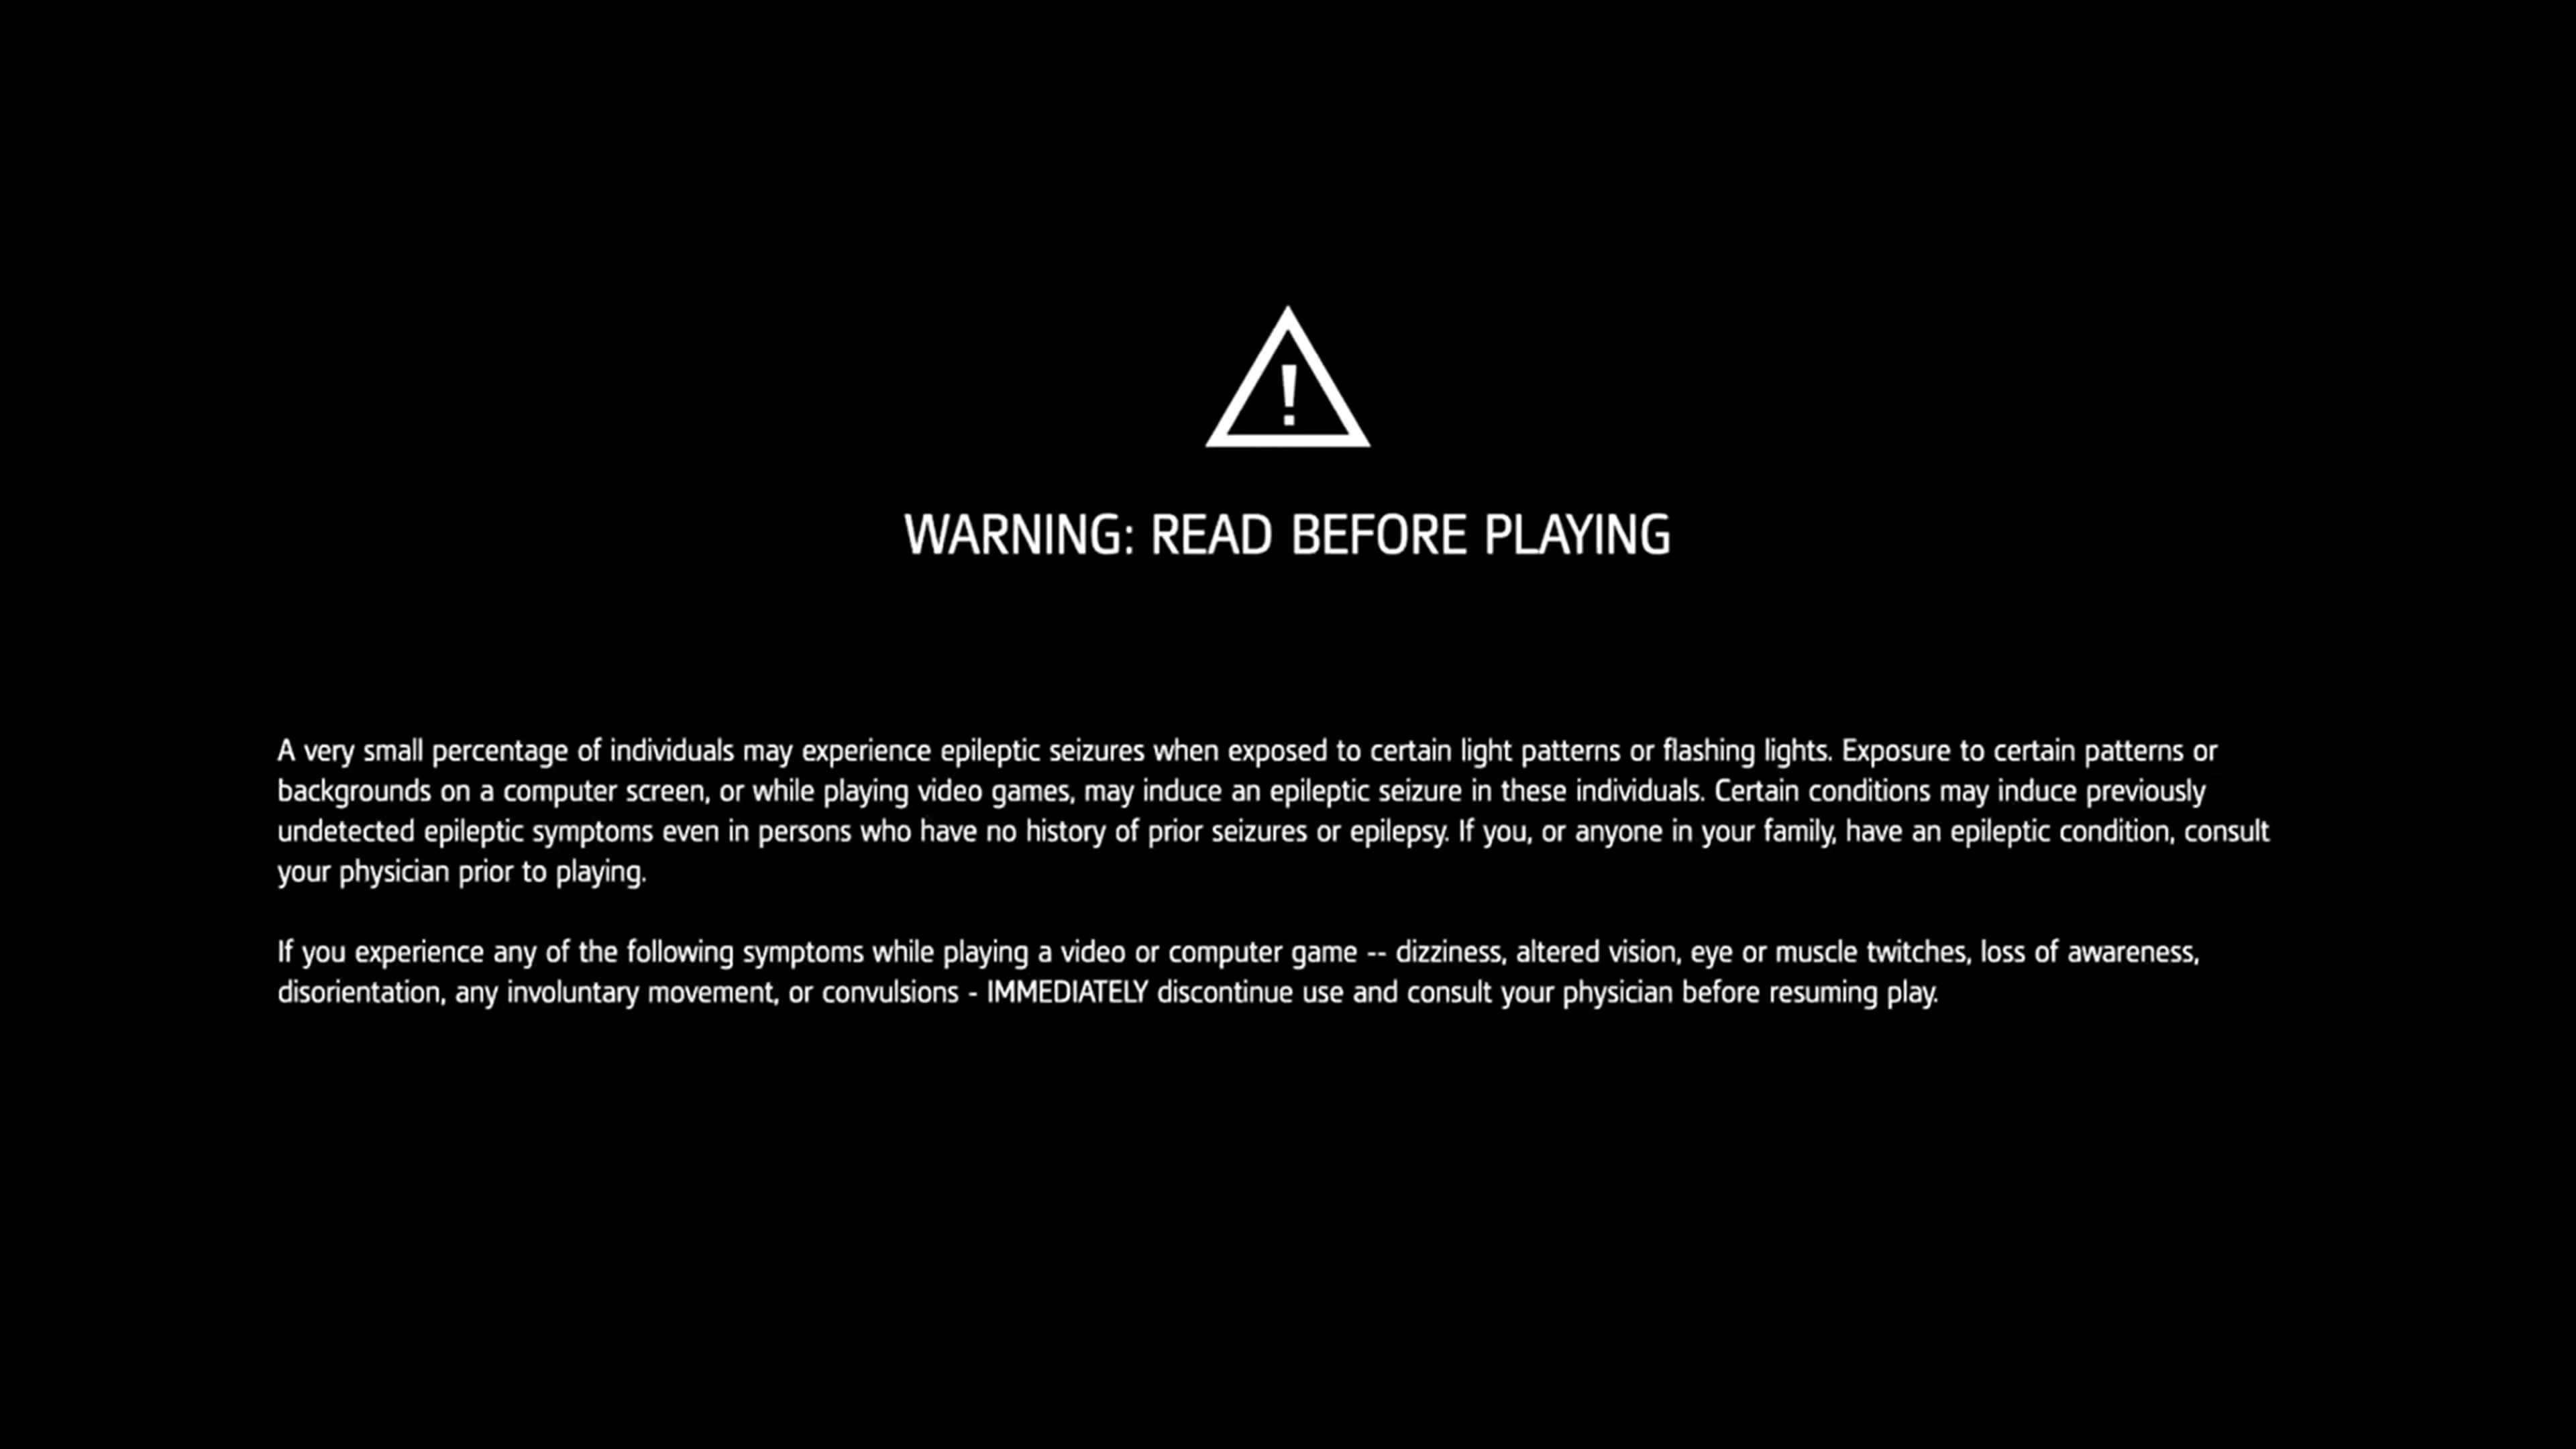 !
WARNING: READ BEFORE PLAYING
A very small percentage of individuals may experience epileptic seizures when exposed to certain light patterns or flashing lights. Exposure to certain patterns or
backgrounds on a computer screen, or while playing video games, may induce an epileptic seizure in these individuals. Certain conditions may induce previously
undetected epileptic symptoms even in persons who have no history of prior seizures or epilepsy. If you, or anyone in your family, have an epileptic condition, consult
your physician prior to playing.
If you experience any of the following symptoms while playing a video or computer game -- dizziness, altered vision, eye or muscle twitches, loss of awareness,
disorientation, any involuntary movement, or convulsions - IMMEDIATELY discontinue use and consult your physician before resuming play.